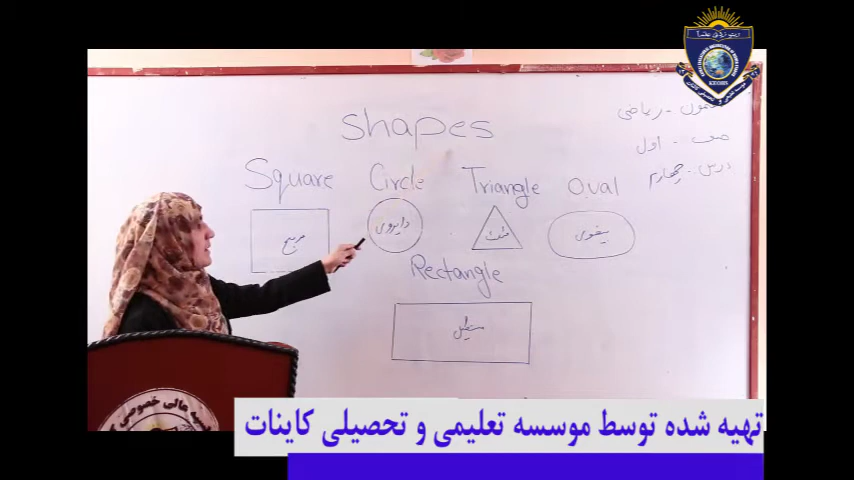 مضمون - ریاضی
صنف - اول
درس - چهارم
shapes
Square Circle Triangle Oval
مربع دایروی مثلث بیضوی
Rectangle
مستطیل
تهیه شده توسط موسسه تعلیمی و تحصیلی کاینات